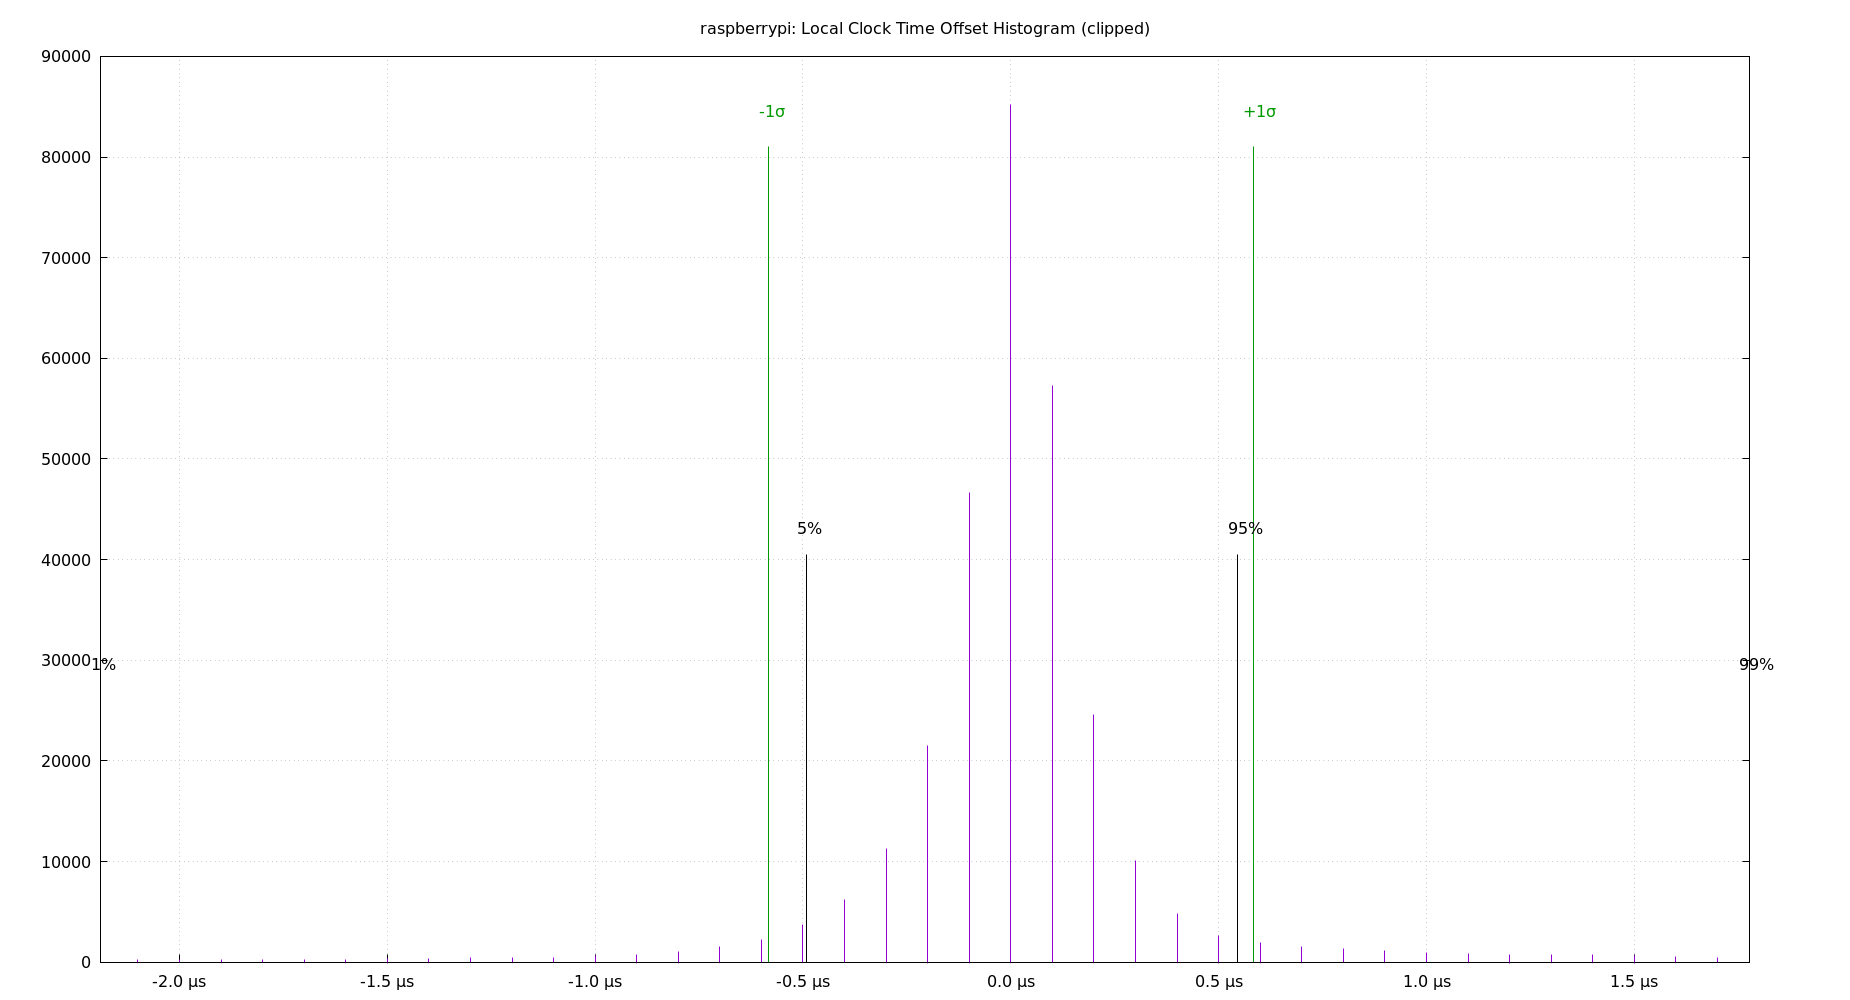 raspberrypi: Local Clock Time Offset Histogram (clipped)
90000
-1σ +1σ
80000
70000
60000
50000
5% 95%
40000
30000 1% 99%
20000
10000
0
-2.0 µs -1.5 µs -1.0 µs -0.5 µs 0.0 µs 0.5 µs 1.0 µs 1.5 µs